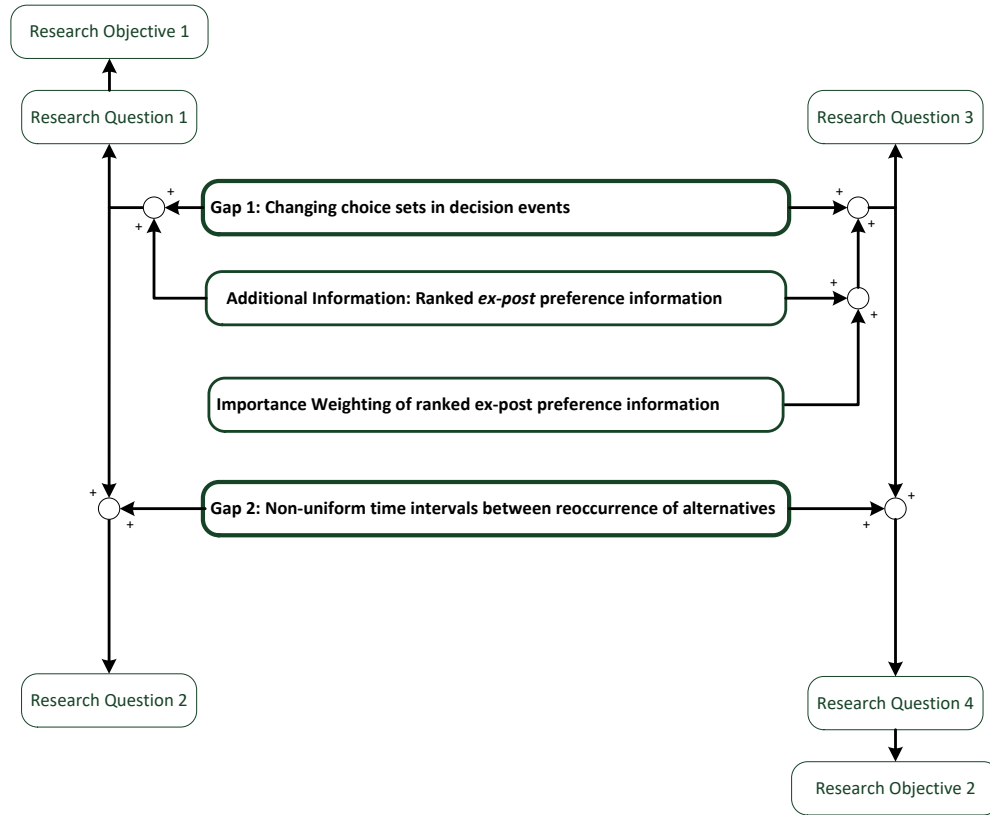 Research Objective 1
Research Question 1
Research Question 3
+
+
Gap 1: Changing choice sets in decision events
+
+
Additional Information: Ranked ex-post preference information
+
+
Importance Weighting of ranked ex-post preference information
+
+
Gap 2: Non-uniform time intervals between reoccurrence of alternatives
+
+
Research Question 2
Research Question 4
Research Objective 2